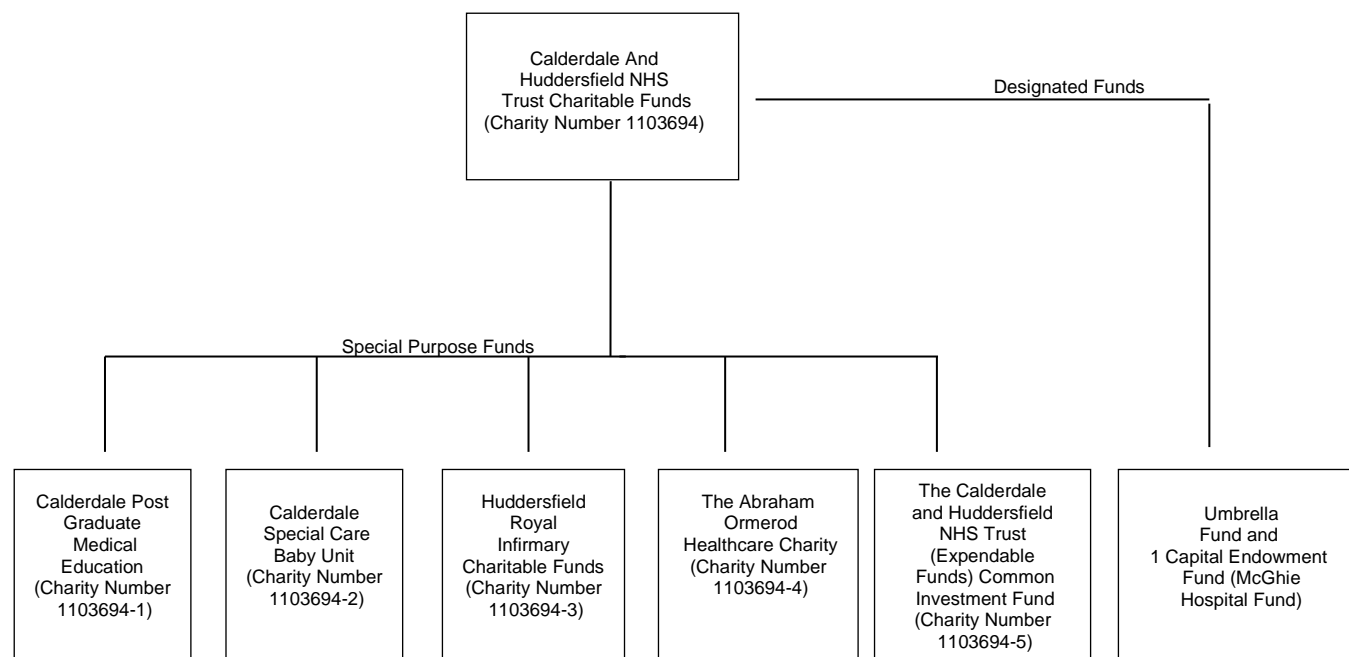 Calderdale And
Huddersfield NHS
Trust Charitable Funds
(Charity Number 1103694)
Designated Funds
Special Purpose Funds
Calderdale Post
Graduate
Medical
Education
(Charity Number
1103694-1)
Calderdale
Special Care
Baby Unit
(Charity Number
1103694-2)
Huddersfield
Royal
Infirmary
Charitable Funds
(Charity Number
1103694-3)
The Abraham
Ormerod
Healthcare Charity
(Charity Number
1103694-4)
The Calderdale
and Huddersfield
NHS Trust
(Expendable
Funds) Common
Investment Fund
(Charity Number
1103694-5)
Umbrella
Fund and
1 Capital Endowment
Fund (McGhie
Hospital Fund)